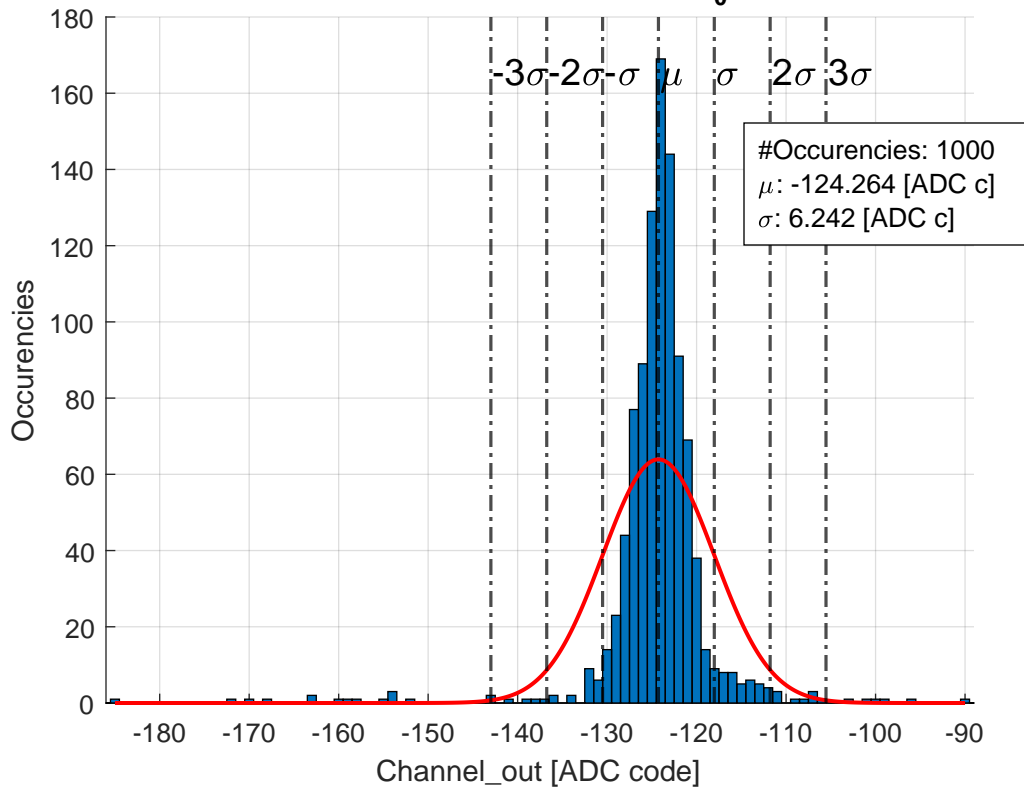 0
180
160
140
120
100
80
60
40
20
0
-3σ -2σ -σ μ σ 2σ 3σ
#Occurencies: 1000
μ: -124.264 [ADC c]
σ: 6.242 [ADC c]
Occurencies
-180 -170 -160 -150 -140 -130 -120 -110 -100 -90
Channel_out [ADC code]